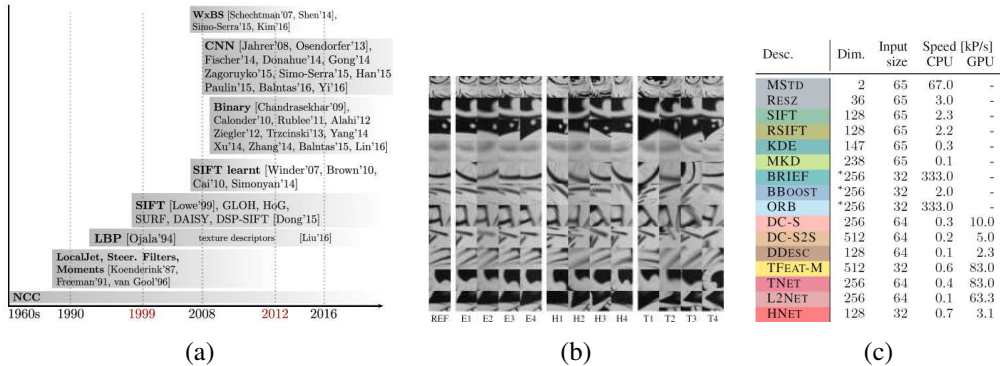 WxBS [Schechtman'07, Shen'14],
Simo-Serra'15, Kim'16]
CNN [Jahrer'08, Osendorfer'13],
Fischer'14, Donahue'14, Gong'14
Zagoruyko'15, Simo-Serra'15, Han'15
Paulin'15, Balntas'16, Yi'16]
Binary [Chandrasekhar'09],
Calonder'10, Rublee'11, Alahi'12
Ziegler'12, Trzcinski'13, Yang'14
Xu'14, Zhang'14, Balntas'15, Lin'16]
SIFT learnt [Winder'07, Brown'10,
Cai'10, Simonyan'14]
SIFT [Lowe'99], GLOH, HoG,
SURF, DAISY, DSP-SIFT [Dong'15]
LBP [Ojala'94] texture descriptors [Liu'16]
LocalJet, Steer. Filters,
Moments [Koenderink'87,
Freeman'91, van Gool'96]
NCC
1960s 1990 1999 2008 2012 2016
(a)
REF E1 E2 E3 E4 H1 H2 H3 H4 T1 T2 T3 T4
(b)
Desc. Dim. Input size Speed [kP/s] CPU GPU
MSTD 2 65 67.0 -
RESZ 36 65 3.0 -
SIFT 128 65 2.3 -
RSIFT 128 65 2.2 -
KDE 147 65 0.3 -
MKD 238 65 0.1 -
BRIEF *256 32 333.0 -
BBOOST *256 32 2.0 -
ORB *256 32 333.0 -
DC-S 256 64 0.3 10.0
DC-S2S 512 64 0.2 5.0
DDESC 128 64 0.1 2.3
TFEAT-M 512 32 0.6 83.0
TNET 256 64 0.4 83.0
L2NET 256 64 0.1 63.3
HNET 128 32 0.7 3.1
(c)